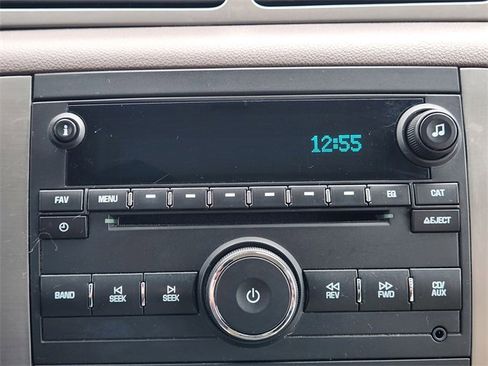 12:55
FAV MENU EQ CAT
EJECT
BAND SEEK SEEK REV FWD CD/
AUX